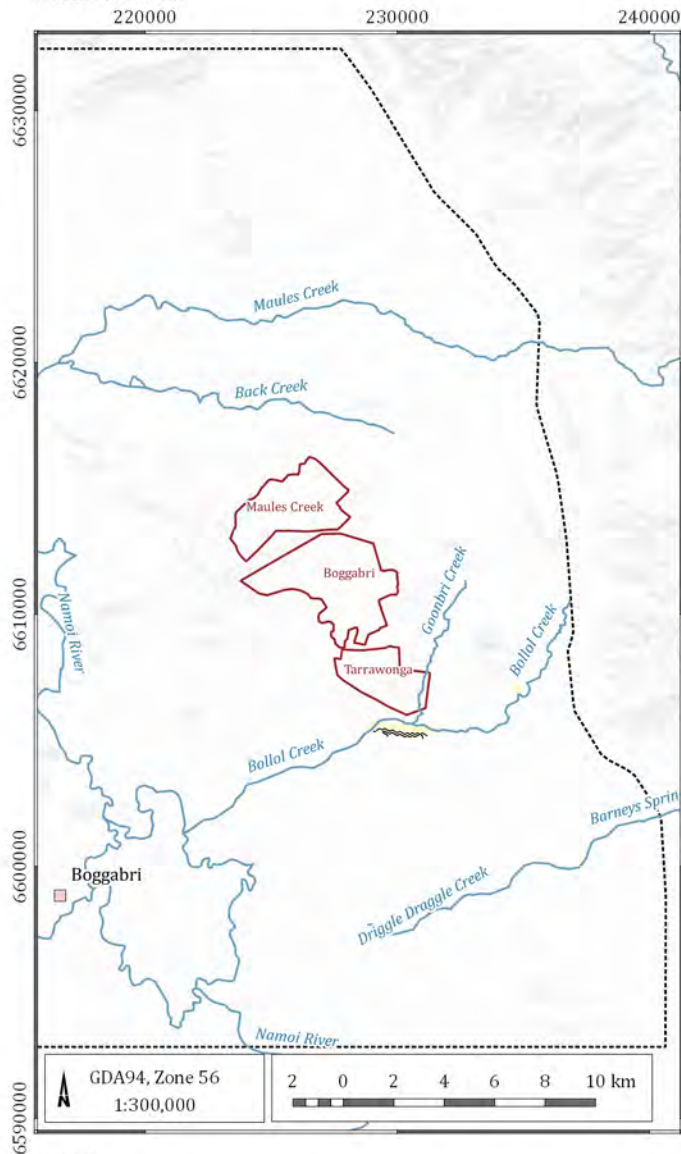 220000
230000
240000
6630000
6620000
6610000
6600000
6590000
Maules Creek
Back Creek
Maules Creek
Boggabri
Goonbri Creek
Namoi River
Bollol Creek
Tarrawonga
Bollol Creek
Barneys Sprin
Boggabri
Driggle Draggle Creek
Namoi River
N
GDA94, Zone 56
1:300,000
2 0 2 4 6 8 10 km